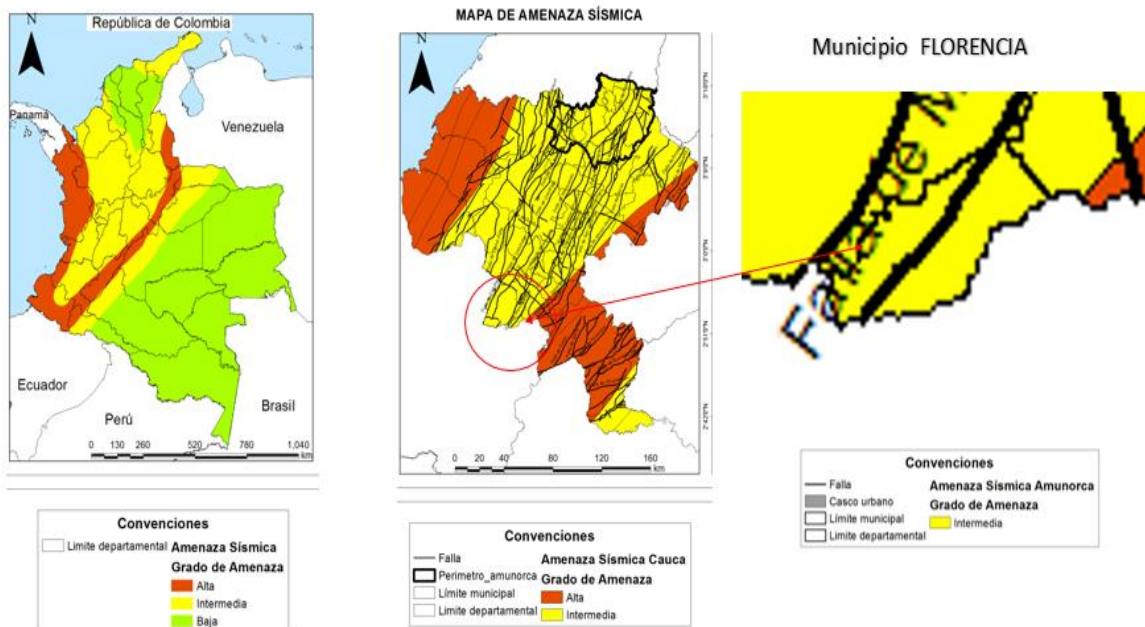 República de Colombia
N
Panamá
Venezuela
Ecuador
Perú
Brasil
0 130 260 520 780 1,040
km
Convenciones
Limite departamental
Amenaza Sísmica
Grado de Amenaza
Alta
Intermedia
Baja
MAPA DE AMENAZA SÍSMICA
N
0 20 40 80 120 160
km
Convenciones
Falla
Perimetro_amunorca
Límite municipal
Límite departamental
Amenaza Sísmica Cauca
Grado de Amenaza
Alta
Intermedia
Municipio FLORENCIA
Falla de M
Convenciones
Falla
Casco urbano
Límite municipal
Límite departamental
Amenaza Sísmica Amunorca
Grado de Amenaza
Intermedia